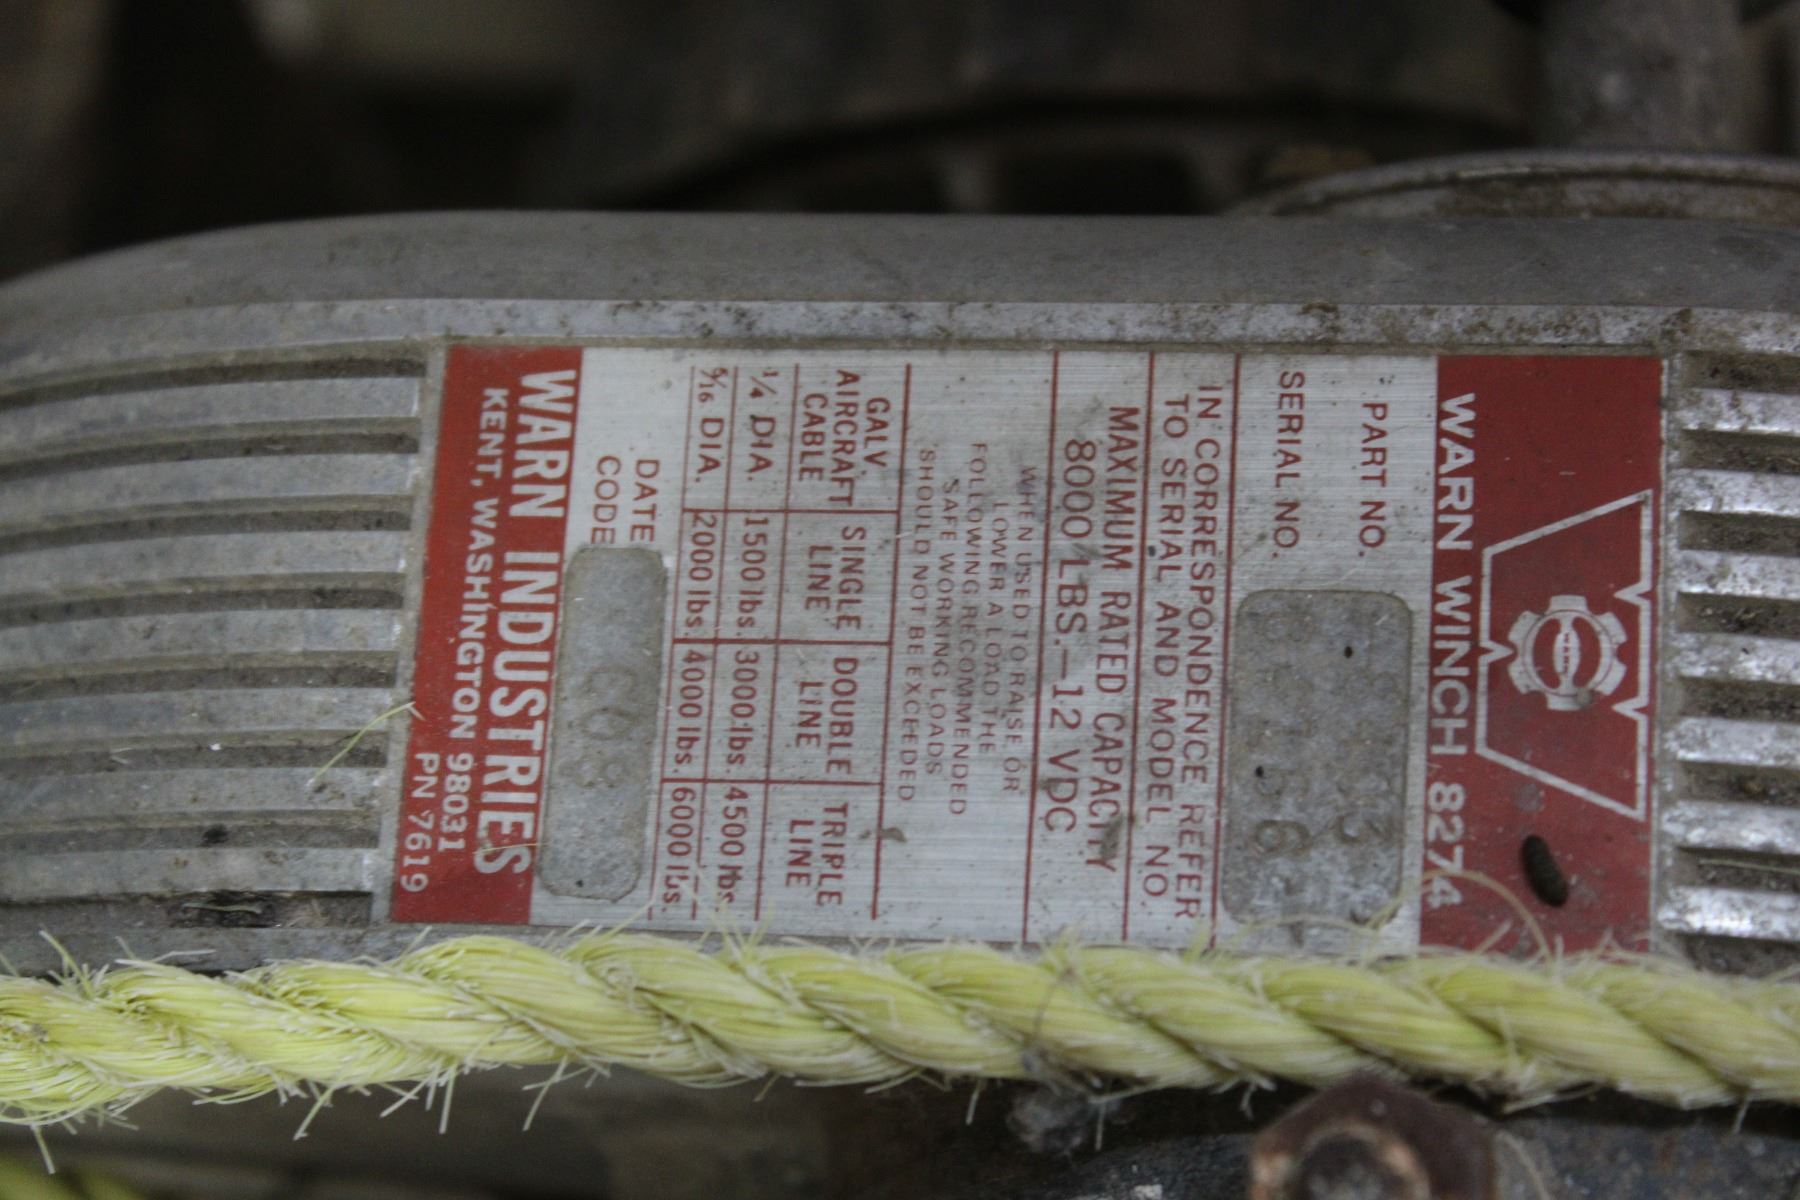 WARN
WARN WINCH 8274
PART NO.
SERIAL NO.
IN CORRESPONDENCE REFER
TO SERIAL AND MODEL NO.
MAXIMUM RATED CAPACITY
8000 LBS.—12 VDC
WHEN USED TO RAISE OR
LOWER A LOAD THE
FOLLOWING RECOMMENDED
SAFE WORKING LOADS
SHOULD NOT BE EXCEEDED
GALV. AIRCRAFT CABLE SINGLE LINE DOUBLE LINE TRIPLE LINE
1/4 DIA. 1500 lbs. 3000 lbs. 4500 lbs.
5/16 DIA. 2000 lbs. 4000 lbs. 6000 lbs.
DATE
CODE
WARN INDUSTRIES
KENT, WASHINGTON 98031
PN 7619